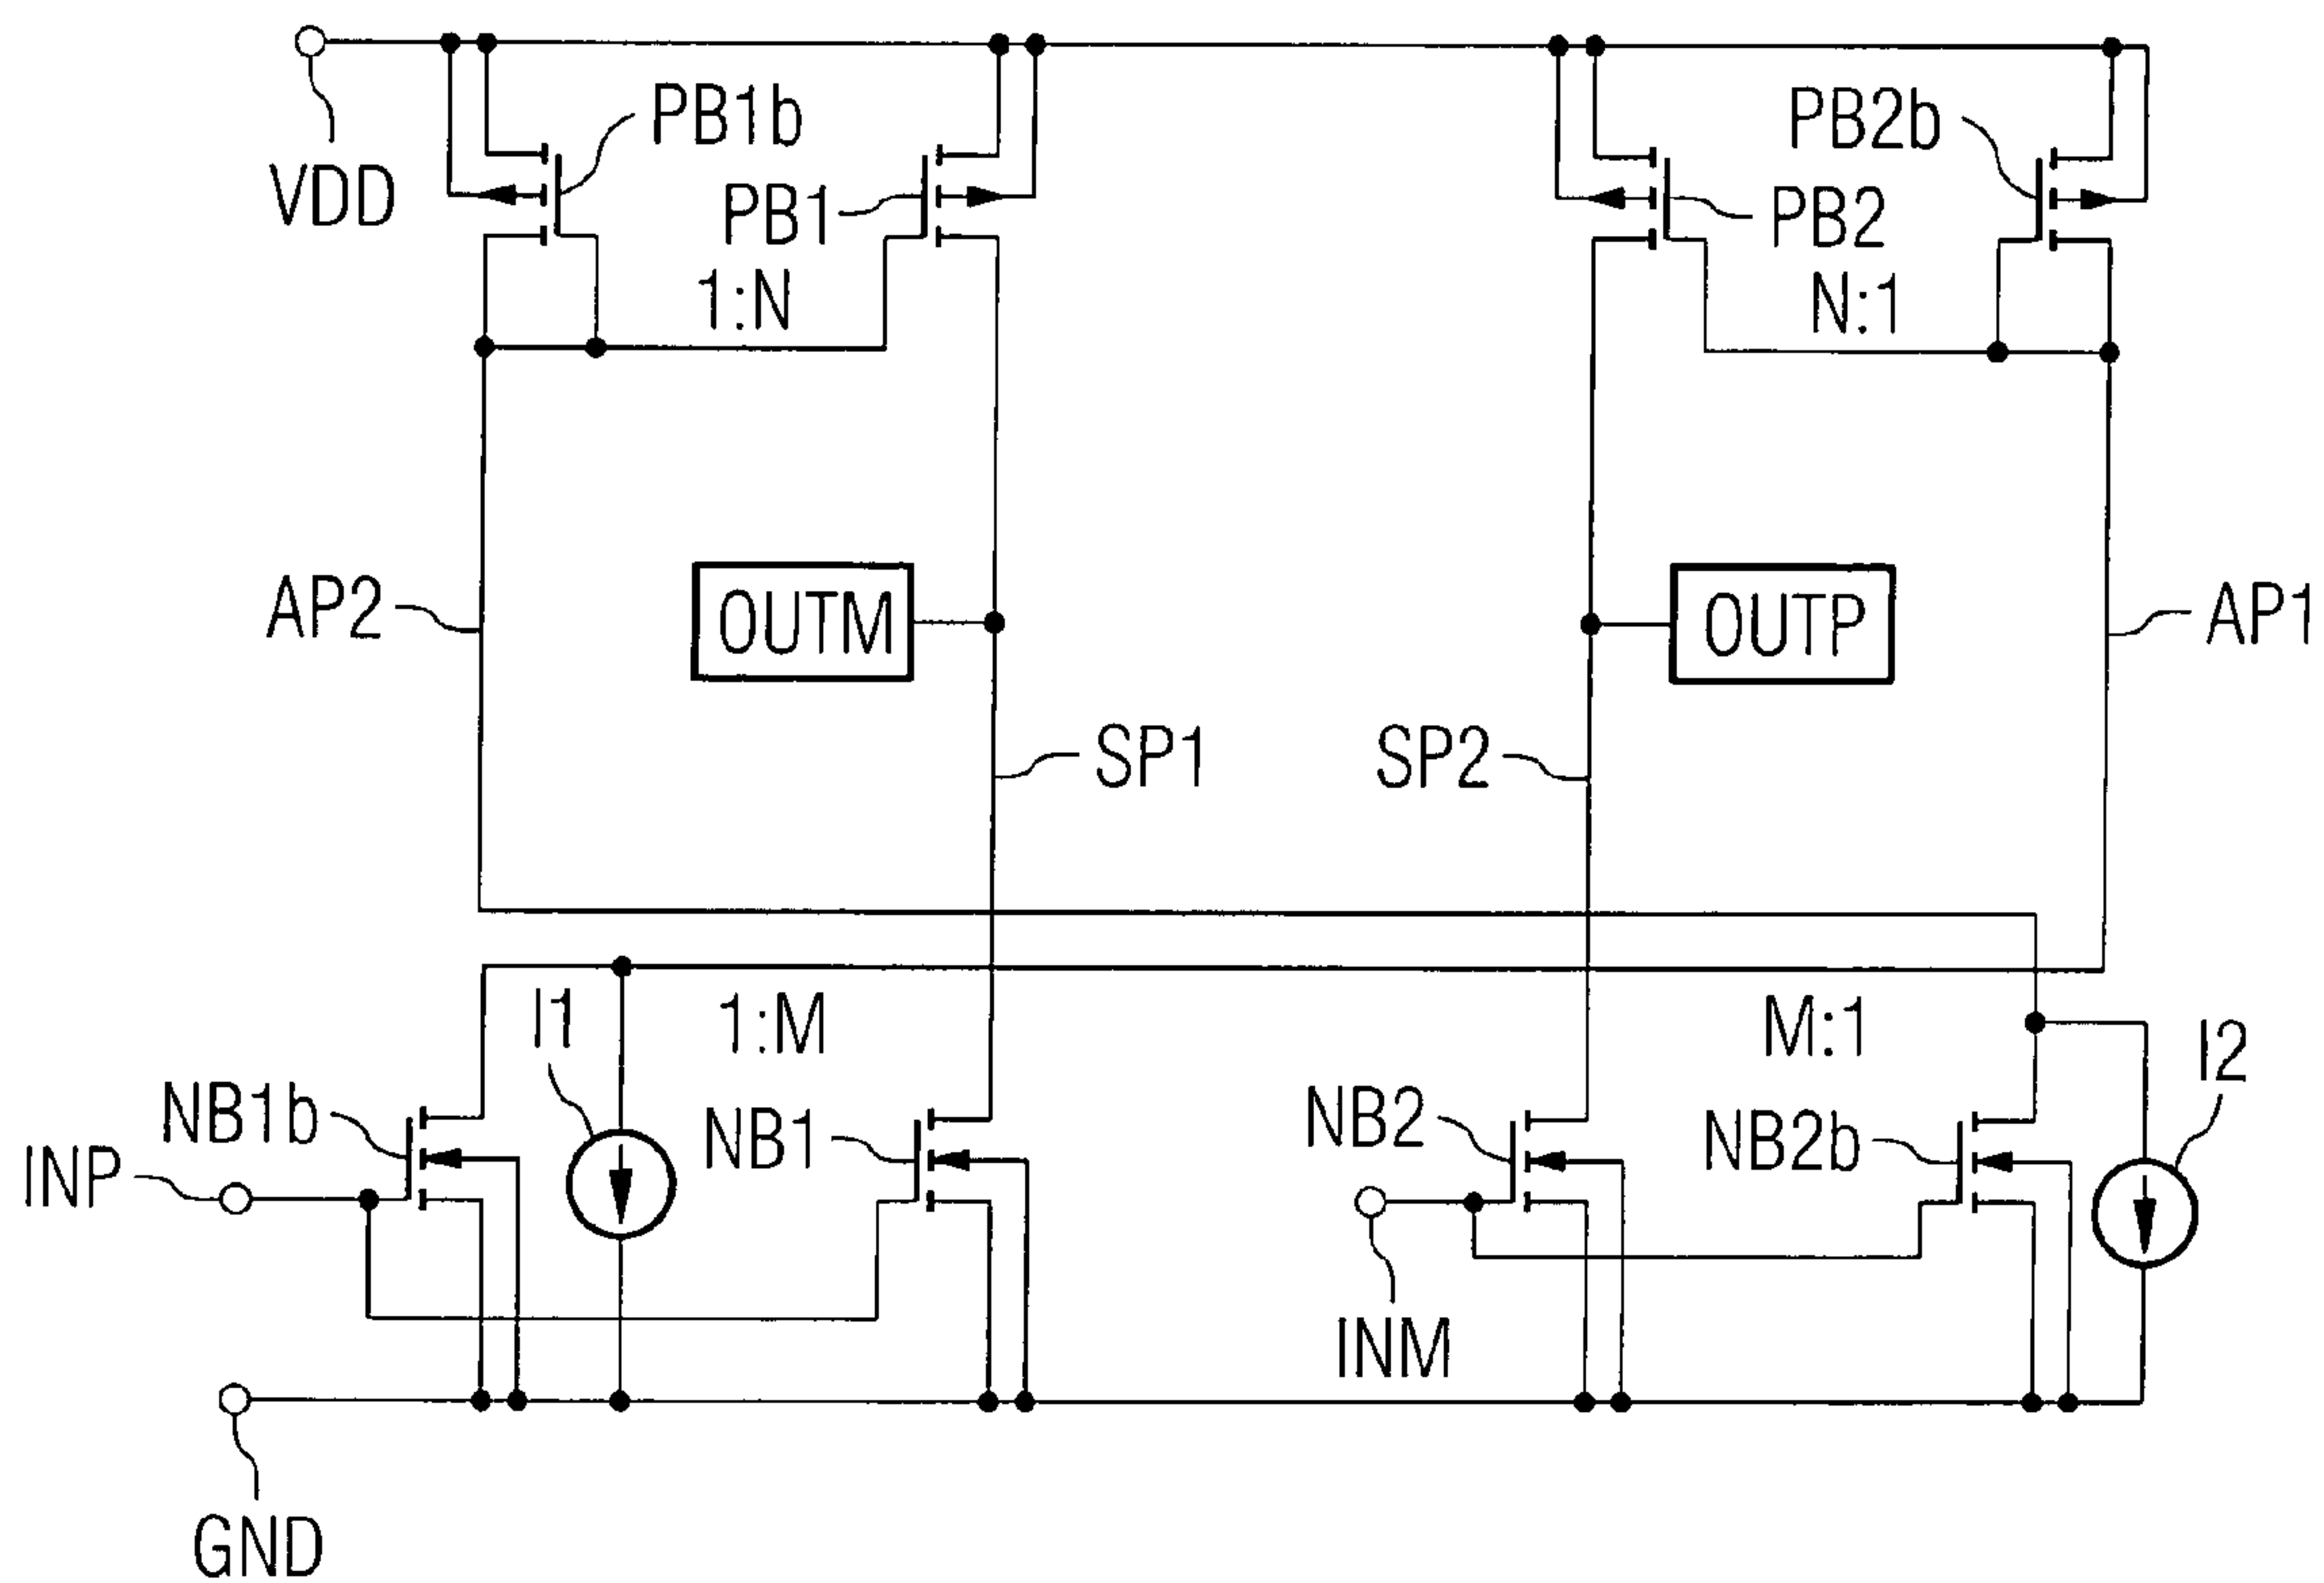 PB1b
PB2b
VDD
PB1
PB2
1:N
N:1
AP2
OUTM
OUTP
AP1
SP1
SP2
I1
1:M
M:1
I2
NB1b
NB1
NB2
NB2b
INP
INM
GND